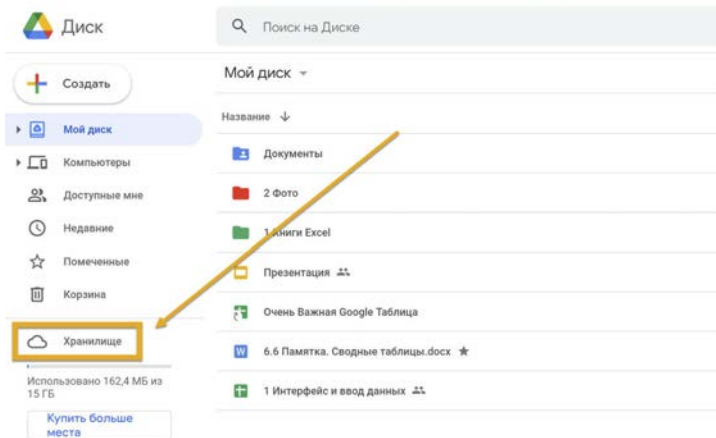 Диск
Поиск на Диске
Создать
Мой диск
Название
Мой диск
Документы
Компьютеры
2 Фото
Доступные мне
1 Книги Excel
Недавние
Презентация
Помеченные
Очень Важная Google Таблица
Корзина
6.6 Памятка. Сводные таблицы.docx
Хранилище
1 Интерфейс и ввод данных
Использовано 162,4 МБ из
15 ГБ
Купить больше
места